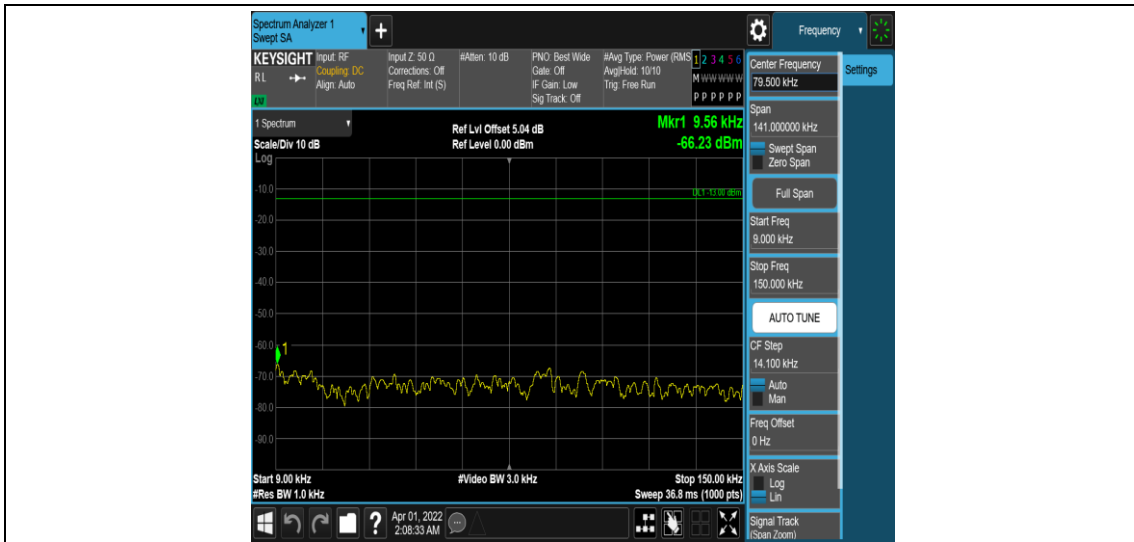 Spectrum Analyzer 1
Swept SA
Frequency
KEYSIGHT
RL
LXI
Input: RF
Coupling: DC
Align: Auto
Input Z: 50 Ω
Corrections: Off
Freq Ref: Int (S)
#Atten: 10 dB
PNO: Best Wide
Gate: Off
IF Gain: Low
Sig Track: Off
#Avg Type: Power (RMS
Avg|Hold: 10/10
Trig: Free Run
1 2 3 4 5 6
M W W W W W
P P P P P P
Center Frequency
79.500 kHz
Settings
Span
141.000000 kHz
Swept Span
Zero Span
Full Span
Start Freq
9.000 kHz
Stop Freq
150.000 kHz
AUTO TUNE
CF Step
14.100 kHz
Auto
Man
Freq Offset
0 Hz
X Axis Scale
Log
Lin
Signal Track
(Span Zoom)
1 Spectrum
Scale/Div 10 dB
Log
Ref Lvl Offset 5.04 dB
Ref Level 0.00 dBm
Mkr1 9.56 kHz
-66.23 dBm
DL1 -13.00 dBm
-10.0
-20.0
-30.0
-40.0
-50.0
-60.0
1
-70.0
-80.0
-90.0
Start 9.00 kHz
#Res BW 1.0 kHz
#Video BW 3.0 kHz
Stop 150.00 kHz
Sweep 36.8 ms (1000 pts)
?
Apr 01, 2022
2:08:33 AM